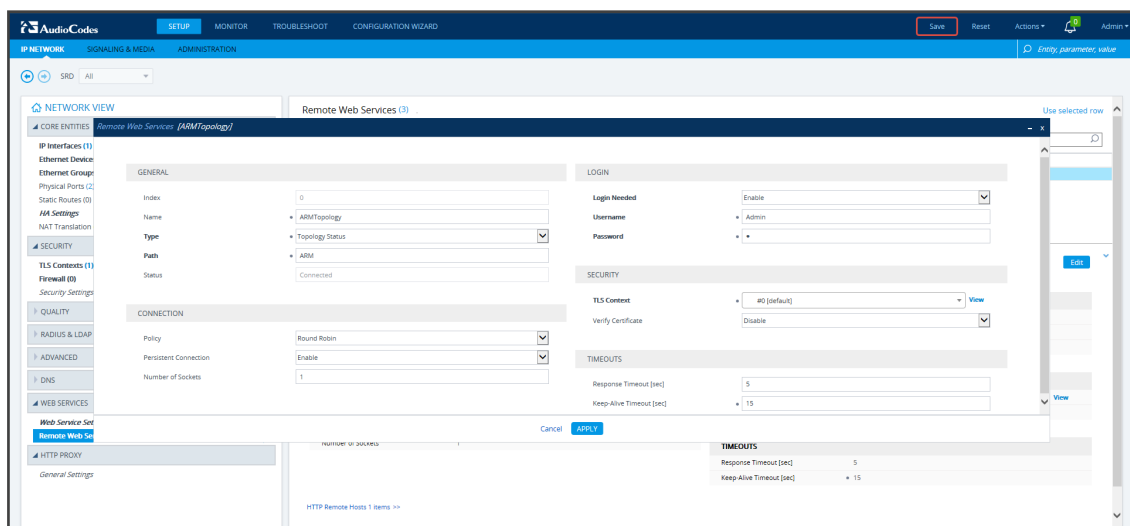 AudioCodes SETUP MONITOR TROUBLESHOOT CONFIGURATION WIZARD Save Reset Actions 0 Admin
IP NETWORK SIGNALING & MEDIA ADMINISTRATION Entity, parameter, value
SRD All
NETWORK VIEW
CORE ENTITIES
IP Interfaces (1)
Ethernet Device
Ethernet Groups
Physical Ports (2)
Static Routes (0)
HA Settings
NAT Translation
SECURITY
TLS Contexts (1)
Firewall (0)
Security Settings
QUALITY
RADIUS & LDAP
ADVANCED
DNS
WEB SERVICES
Web Service Set
Remote Web Se
HTTP PROXY
General Settings
Remote Web Services (3)
Use selected row
Remote Web Services [ARMTopology] – x
GENERAL
Index 0
Name ARMTopology
Type Topology Status
Path ARM
Status Connected
CONNECTION
Policy Round Robin
Persistent Connection Enable
Number of Sockets 1
LOGIN
Login Needed Enable
Username Admin
Password •
SECURITY
TLS Context #0 [default] View
Verify Certificate Disable
TIMEOUTS
Response Timeout [sec] 5
Keep-Alive Timeout [sec] 15
Cancel APPLY
Edit
View
Number of Sockets 1
TIMEOUTS
Response Timeout [sec] 5
Keep-Alive Timeout [sec] 15
HTTP Remote Hosts 1 items >>